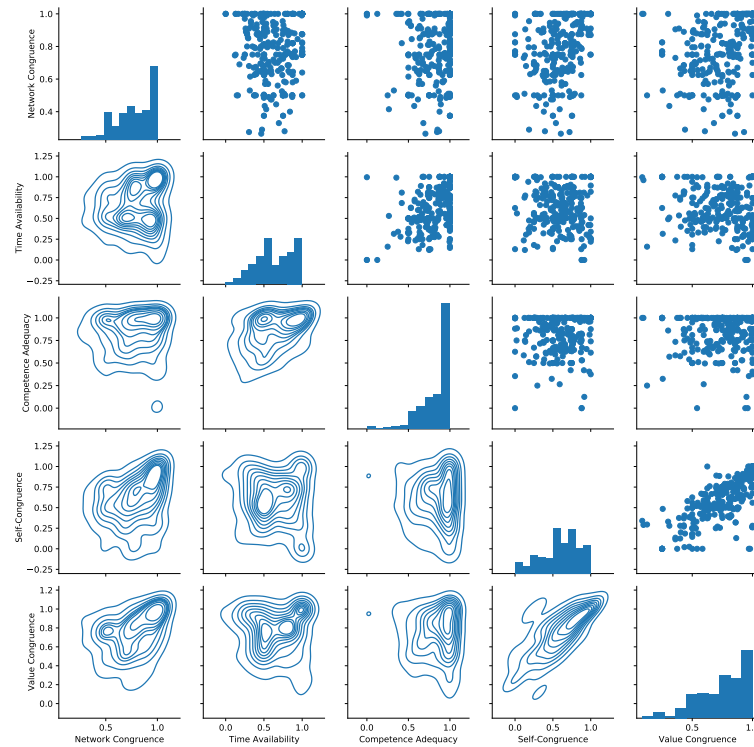 Network Congruence
1.0
0.8
0.6
0.4
Time Availability
1.25
1.00
0.75
0.50
0.25
0.00
−0.25
Competence Adequacy
1.00
0.75
0.50
0.25
0.00
Self-Congruence
1.25
1.00
0.75
0.50
0.25
0.00
−0.25
Value Congruence
1.2
1.0
0.8
0.6
0.4
0.2
0.0
0.5 1.0
0.0 0.5 1.0
0.0 0.5 1.0
0.0 0.5 1.0
0.5 1.0
Network Congruence
Time Availability
Competence Adequacy
Self-Congruence
Value Congruence